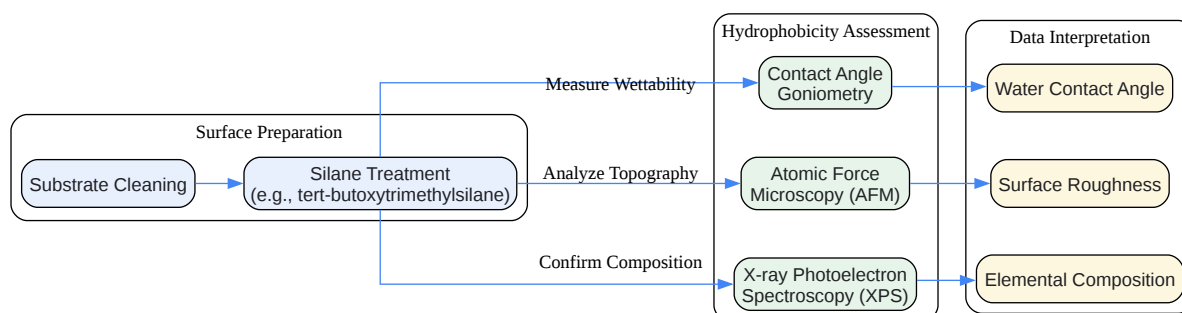 Hydrophobicity Assessment
Data Interpretation
Measure Wettability
Contact Angle
Goniometry
Water Contact Angle
Surface Preparation
Substrate Cleaning
Silane Treatment
(e.g., tert-butoxytrimethylsilane)
Analyze Topography
Atomic Force
Microscopy (AFM)
Surface Roughness
Confirm Composition
X-ray Photoelectron
Spectroscopy (XPS)
Elemental Composition